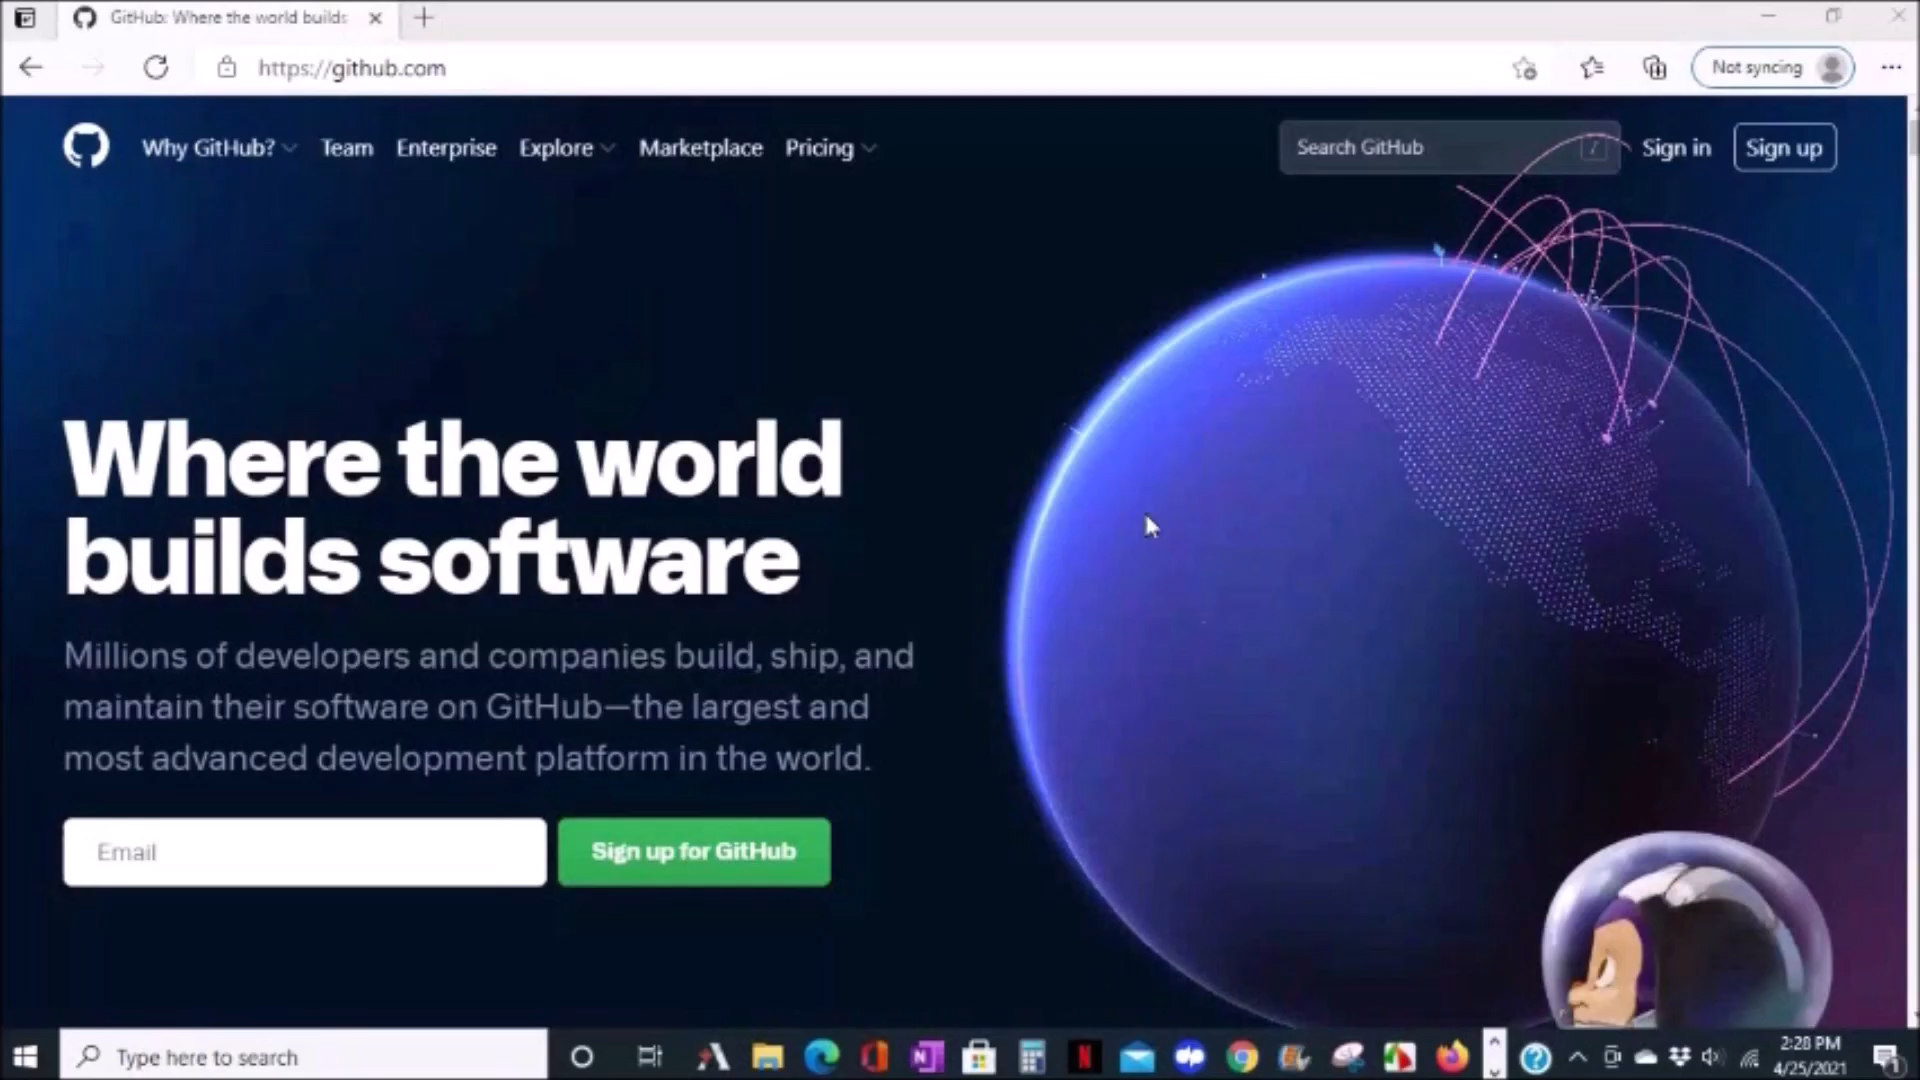 GitHub: Where the world builds
https://github.com
Not syncing
Why GitHub? Team Enterprise Explore Marketplace Pricing
Search GitHub /
Sign in
Sign up
Where the world
builds software
Millions of developers and companies build, ship, and
maintain their software on GitHub—the largest and
most advanced development platform in the world.
Email
Sign up for GitHub
Type here to search
2:28 PM
4/25/2021